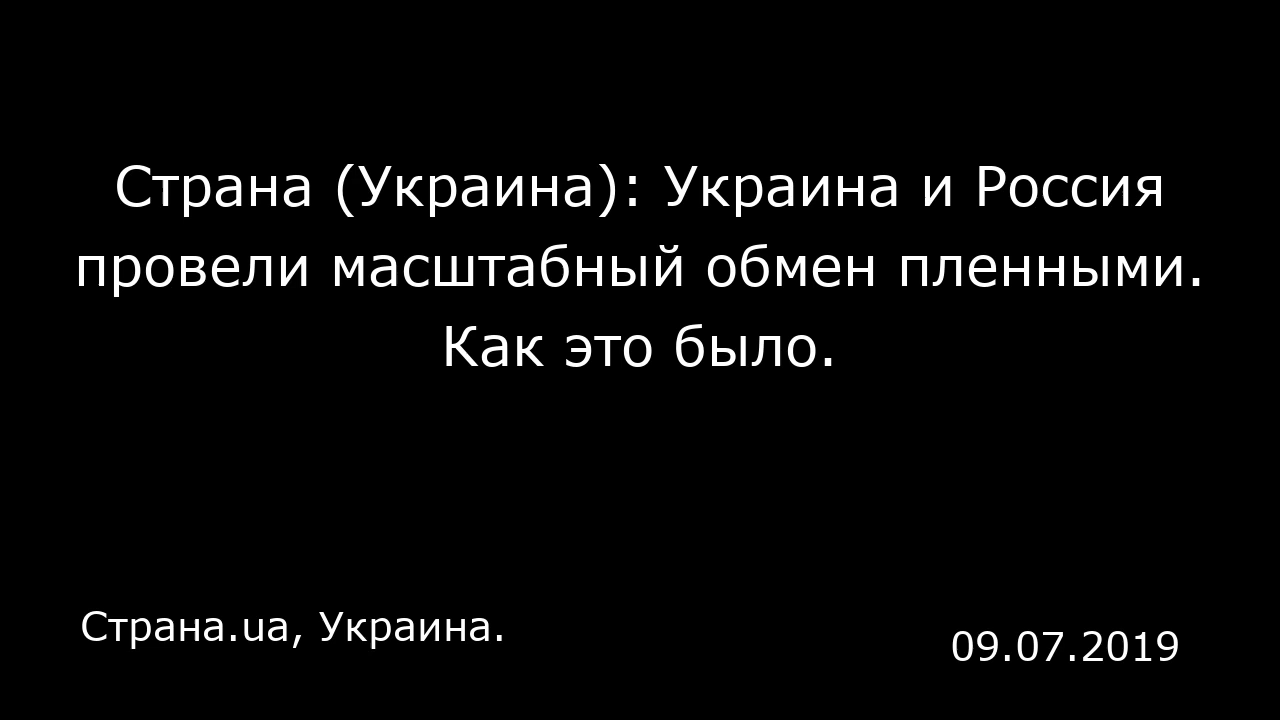 Страна (Украина): Украина и Россия
провели масштабный обмен пленными.
Как это было.
Страна.ua, Украина.
09.07.2019